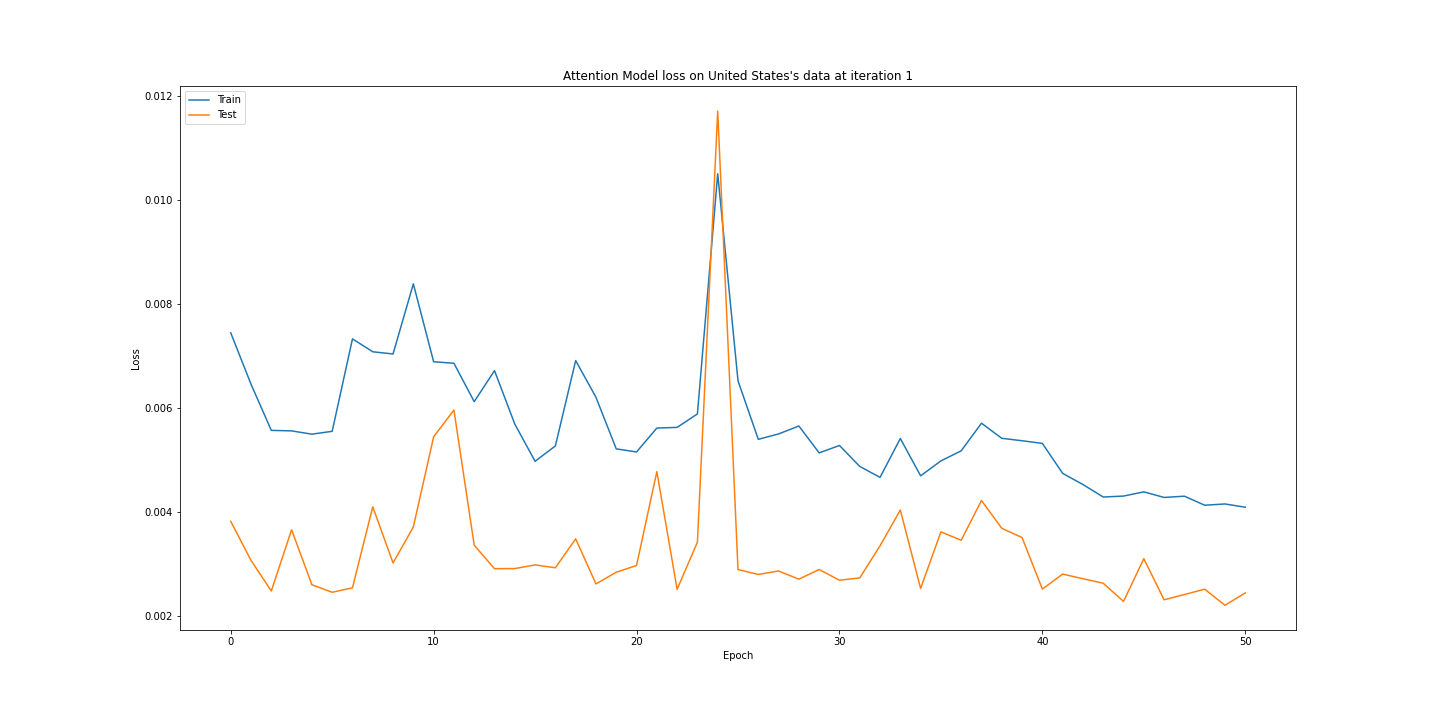 Attention Model loss on United States's data at iteration 1
Train
Test
0.012
0.010
0.008
0.006
0.004
0.002
Loss
0 10 20 30 40 50
Epoch